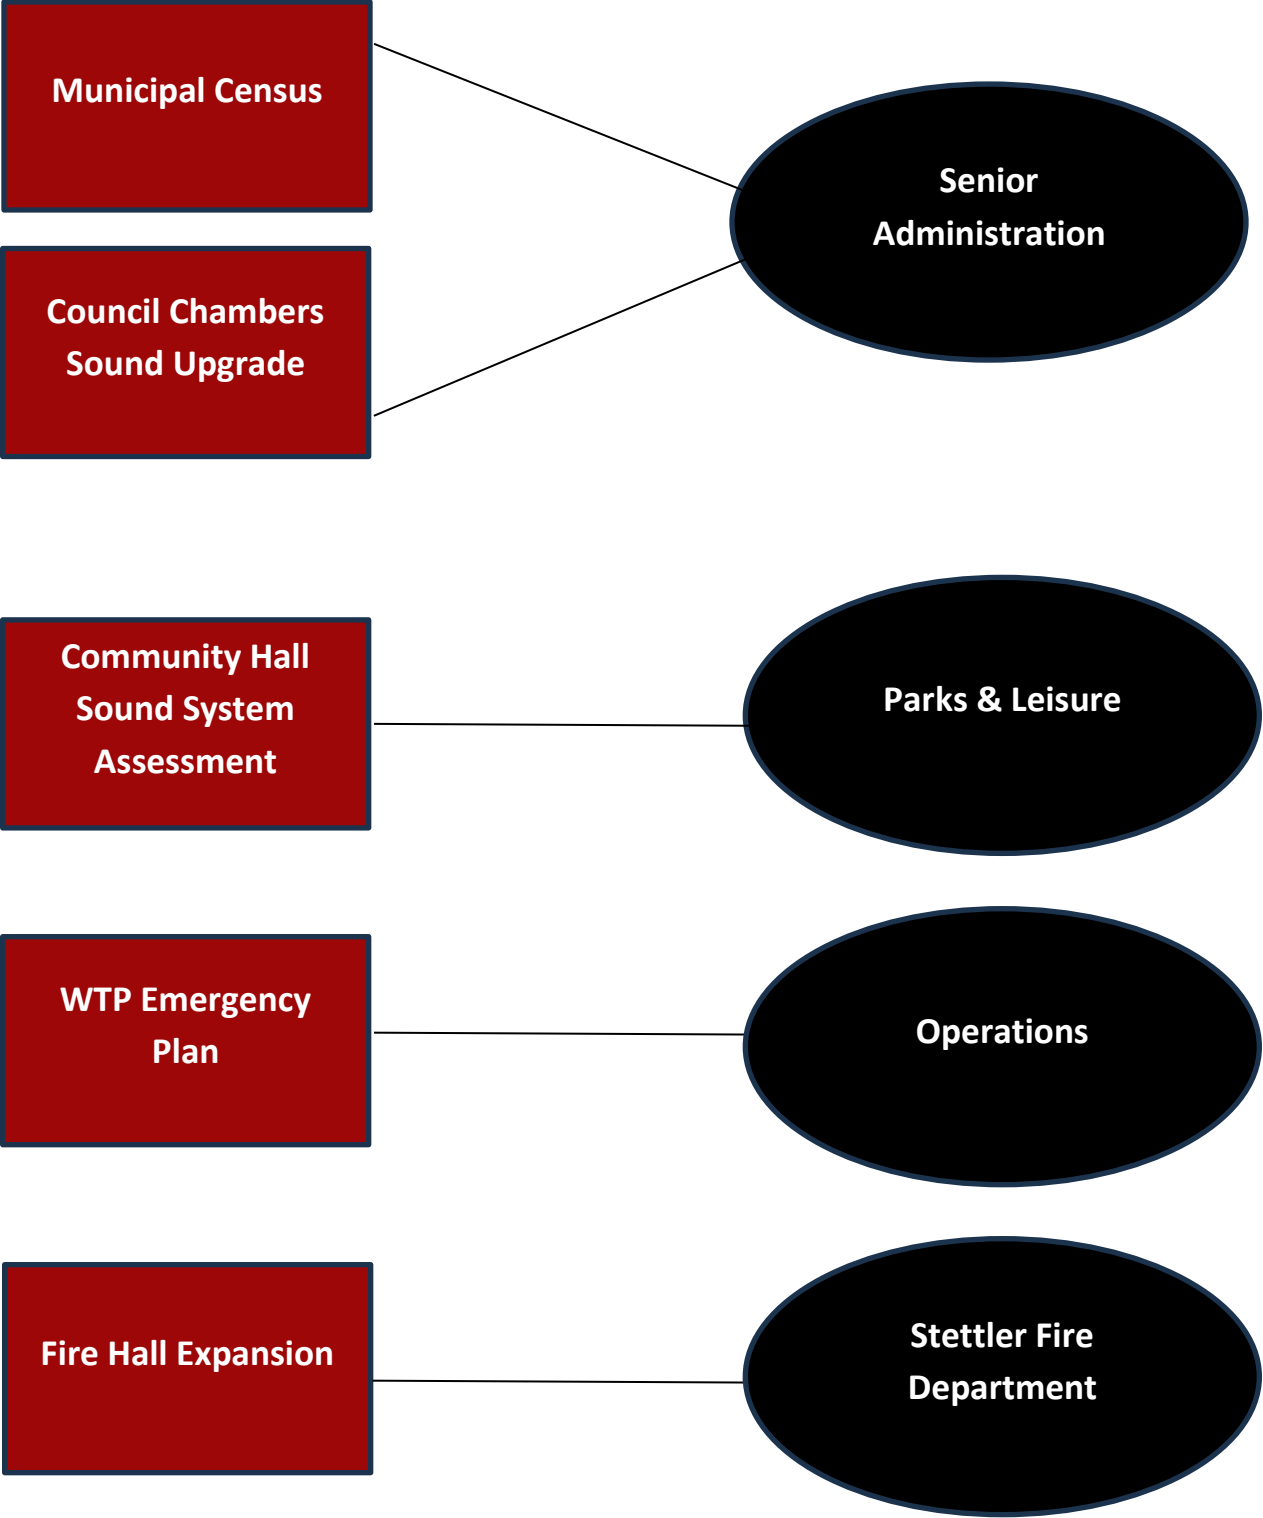 Municipal Census
Senior
Administration
Council Chambers
Sound Upgrade
Community Hall
Sound System
Assessment
Parks & Leisure
WTP Emergency
Plan
Operations
Fire Hall Expansion
Stettler Fire
Department